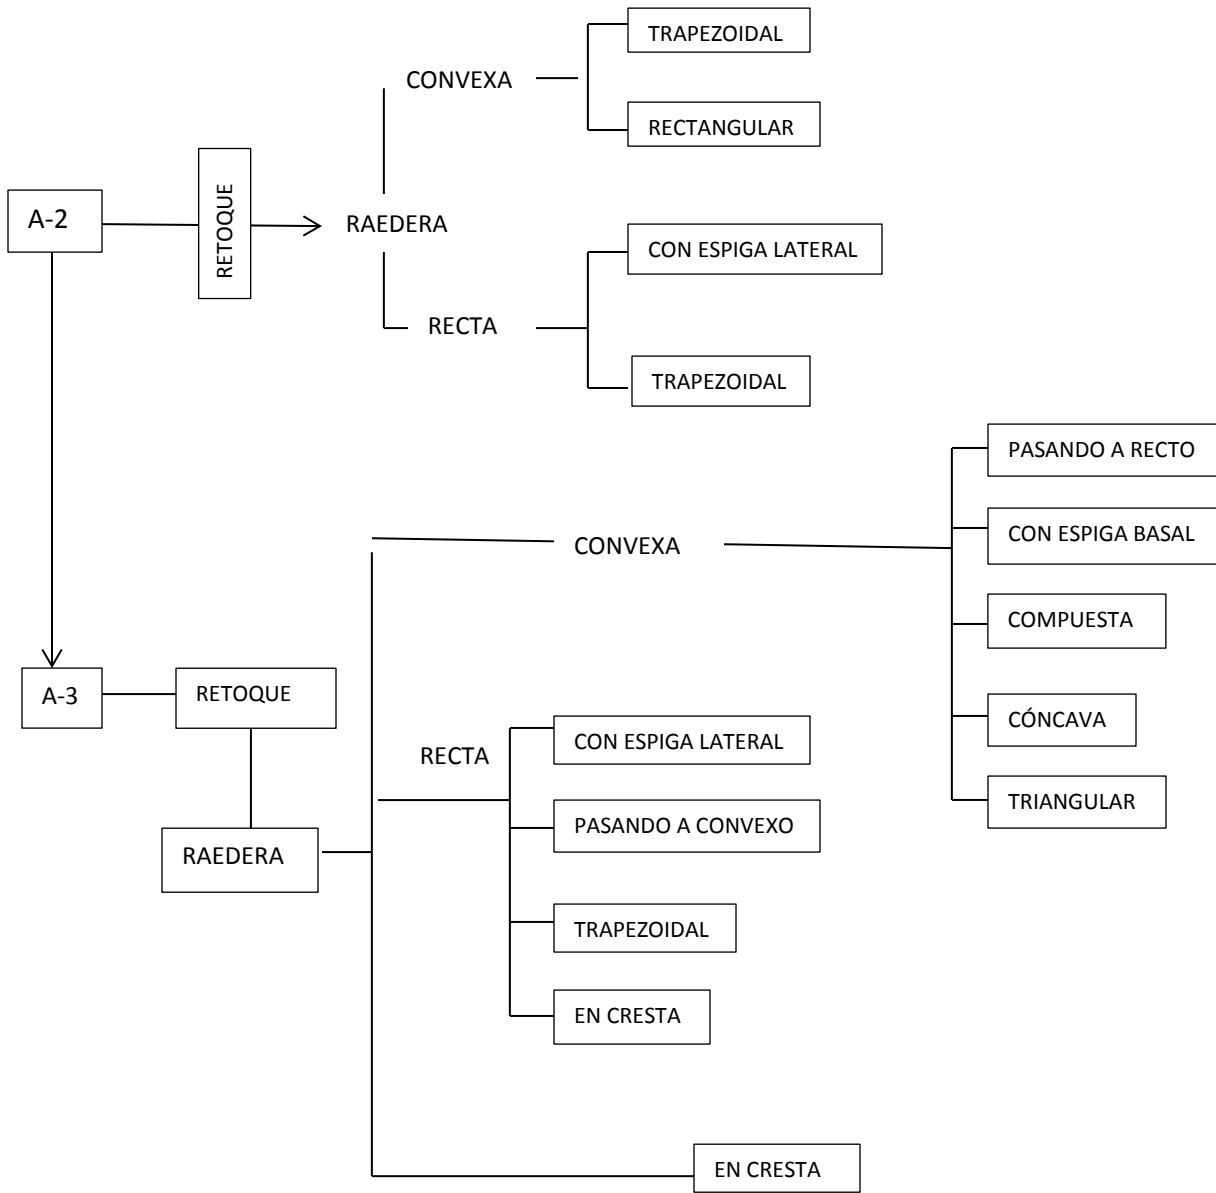 TRAPEZOIDAL
CONVEXA
RECTANGULAR
RETOQUE
A-2
RAEDERA
CON ESPIGA LATERAL
RECTA
TRAPEZOIDAL
PASANDO A RECTO
CON ESPIGA BASAL
CONVEXA
COMPUESTA
A-3
RETOQUE
CÓNCAVA
CON ESPIGA LATERAL
RECTA
TRIANGULAR
PASANDO A CONVEXO
RAEDERA
TRAPEZOIDAL
EN CRESTA
EN CRESTA